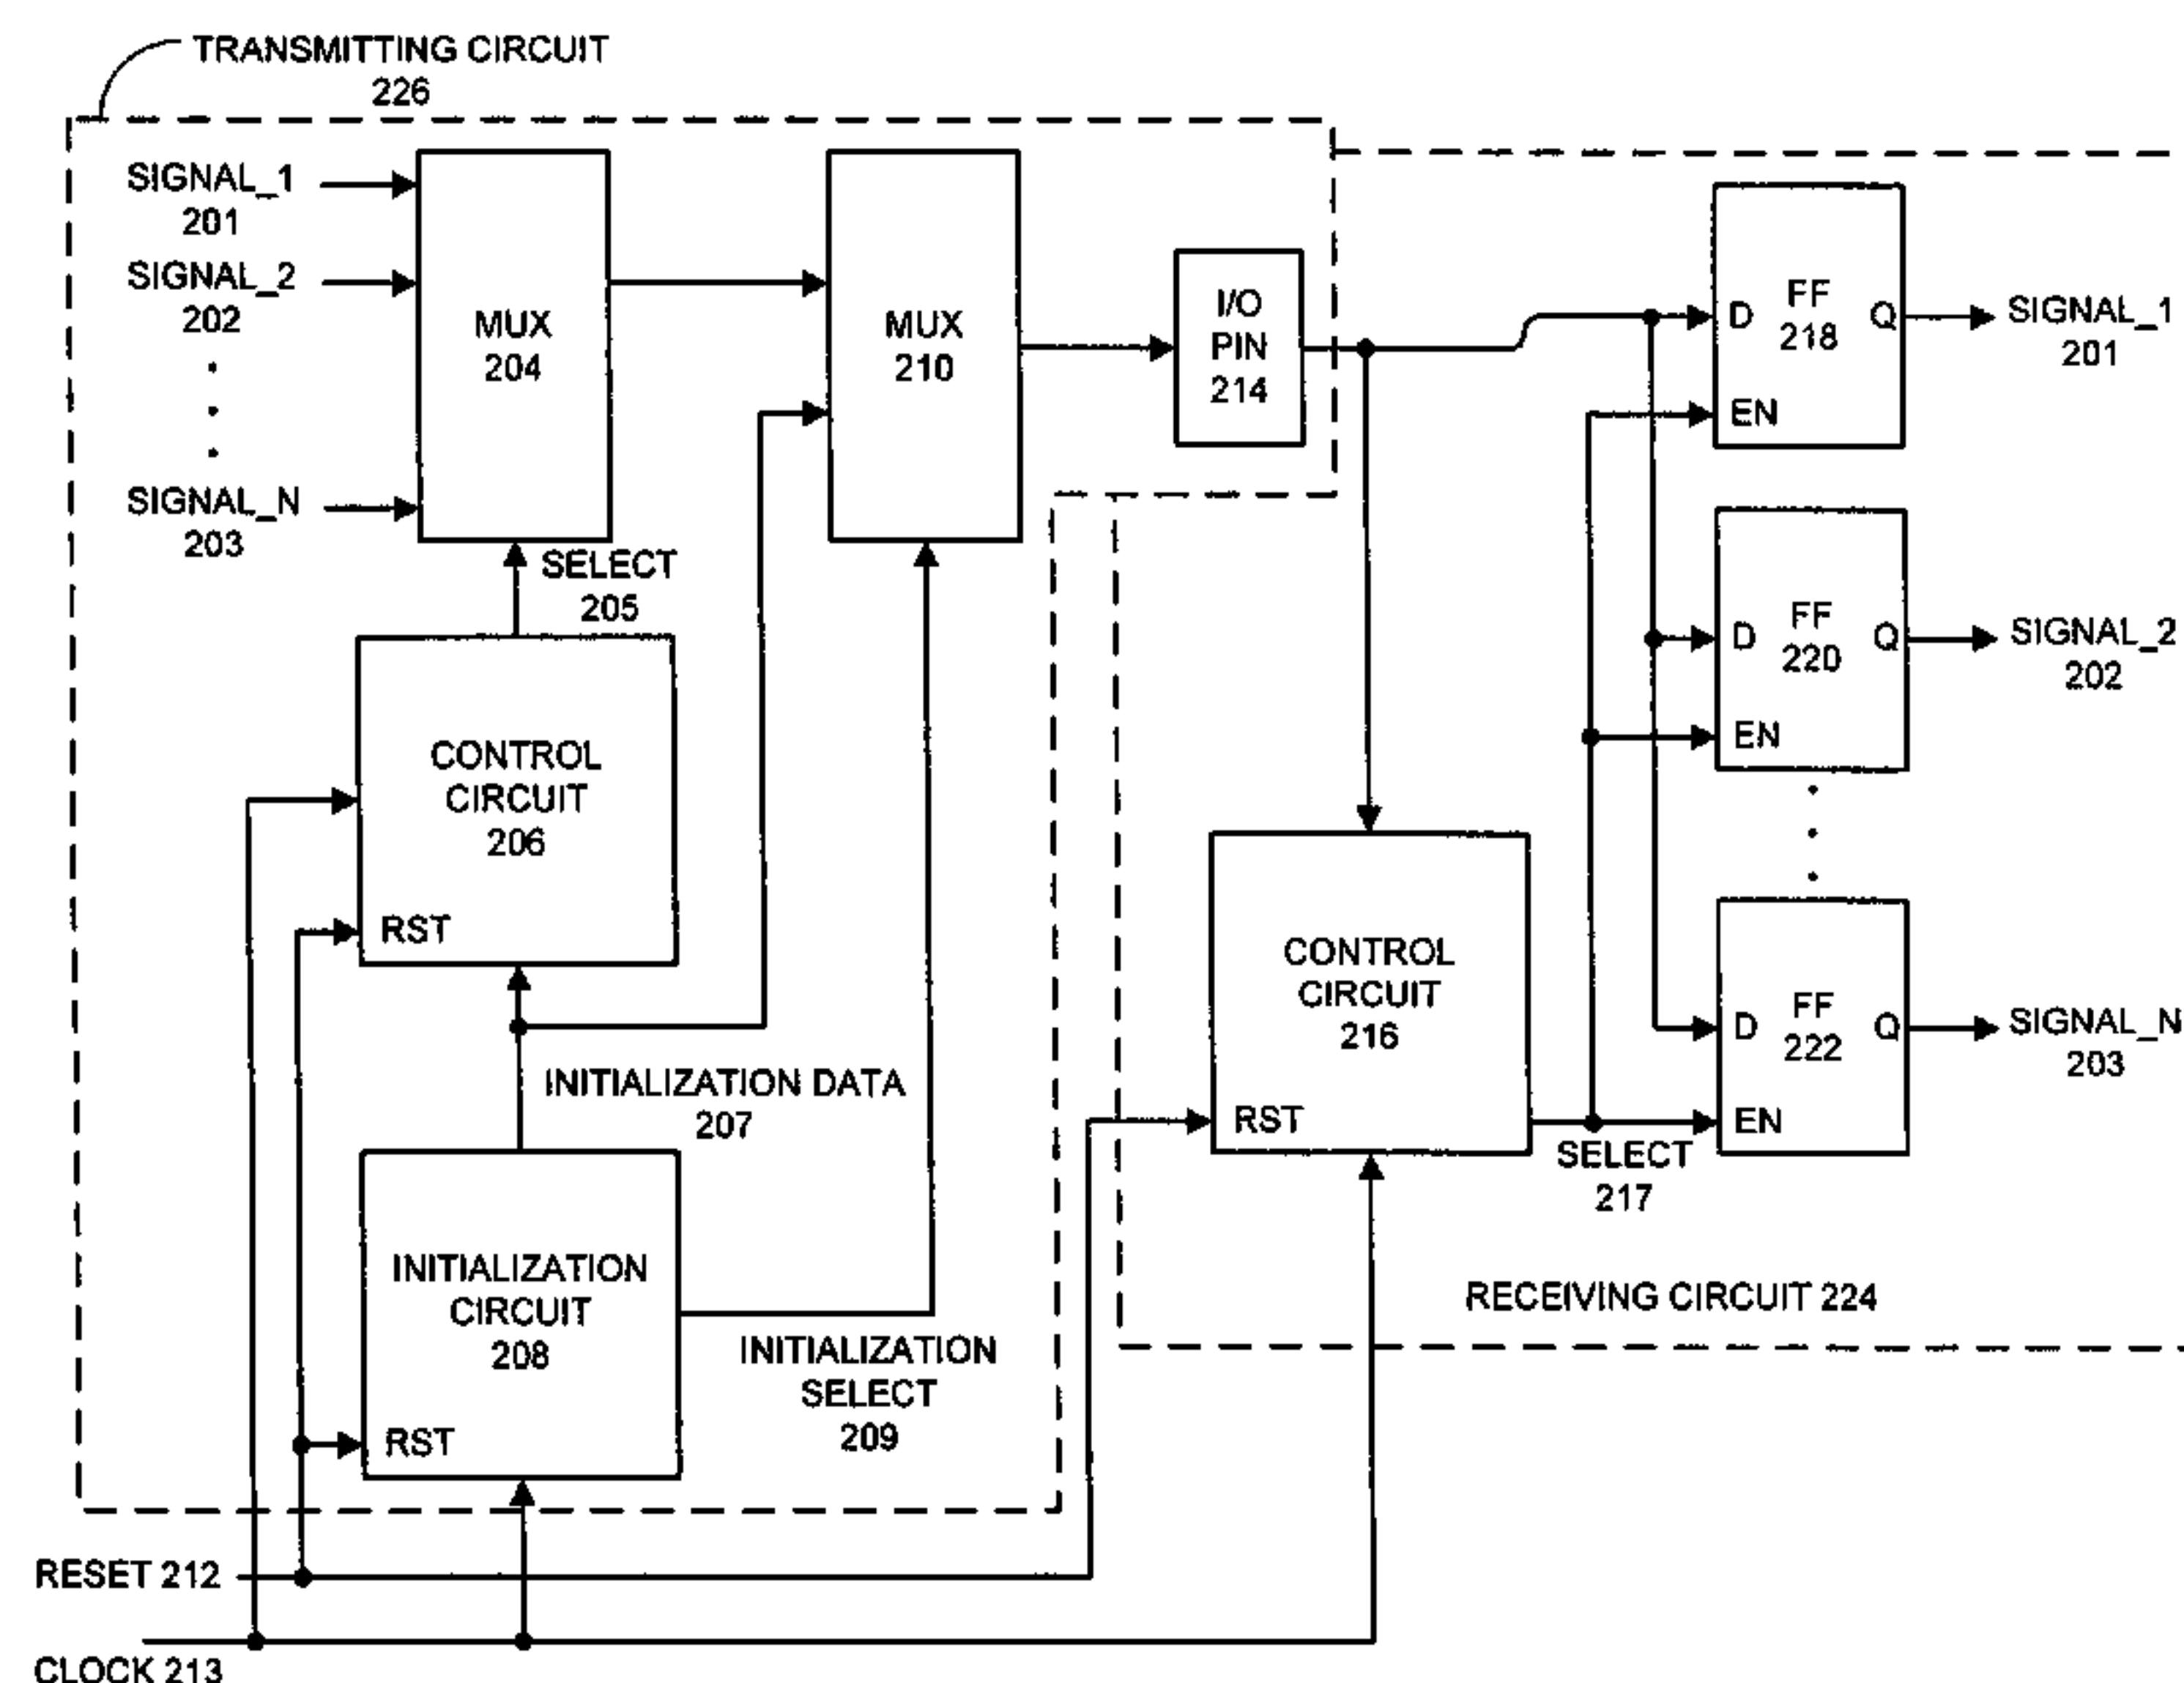 TRANSMITTING CIRCUIT
226
SIGNAL_1
201
SIGNAL_2
202
SIGNAL_N
203
MUX
204
SELECT
205
MUX
210
I/O
PIN
214
CONTROL
CIRCUIT
206
RST
INITIALIZATION DATA
207
INITIALIZATION
CIRCUIT
208
RST
INITIALIZATION
SELECT
209
RESET 212
CLOCK 213
CONTROL
CIRCUIT
216
RST
SELECT
217
D
FF
218
Q
EN
SIGNAL_1
201
D
FF
220
Q
EN
SIGNAL_2
202
D
FF
222
Q
EN
SIGNAL_N
203
RECEIVING CIRCUIT 224